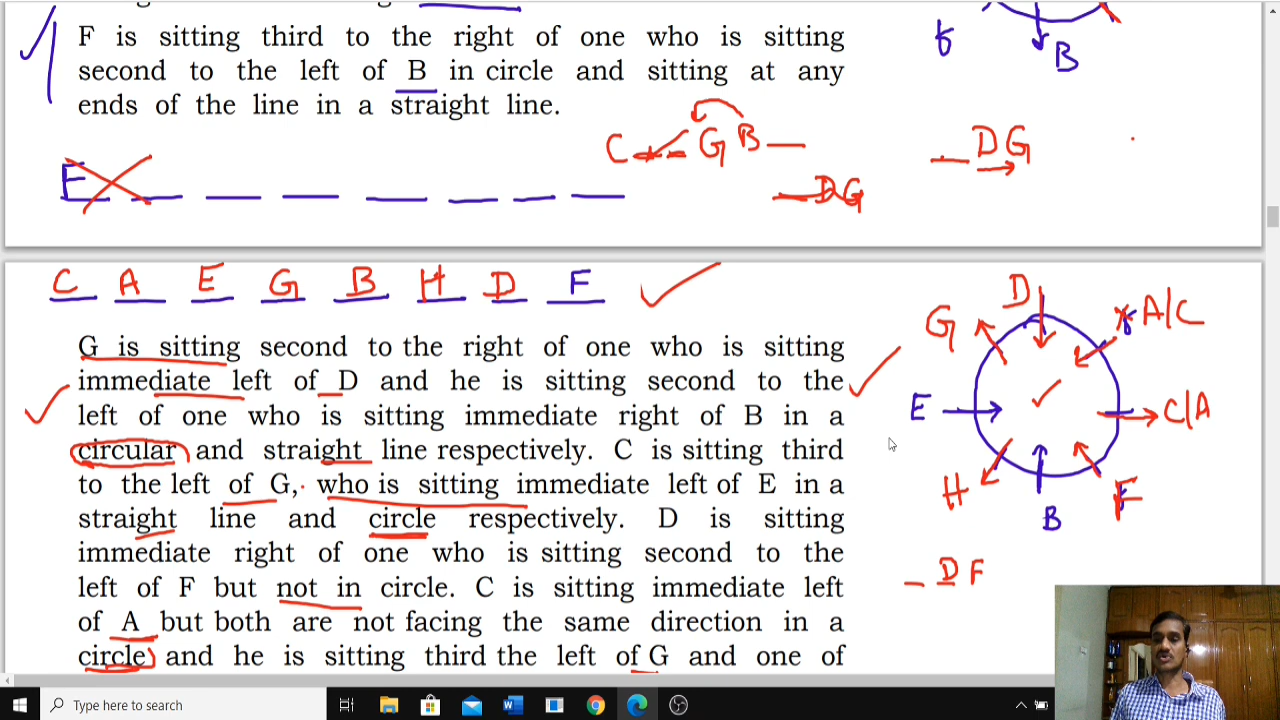 F is sitting third to the right of one who is sitting
second to the left of B in circle and sitting at any
ends of the line in a straight line.
B
C G B
D G
D G
E
C A E G B H D F
G is sitting second to the right of one who is sitting
immediate left of D and he is sitting second to the
left of one who is sitting immediate right of B in a
circular and straight line respectively. C is sitting third
to the left of G, who is sitting immediate left of E in a
straight line and circle respectively. D is sitting
immediate right of one who is sitting second to the
left of F but not in circle. C is sitting immediate left
of A but both are not facing the same direction in a
circle and he is sitting third the left of G and one of
D
G
A/C
E
C/A
H
B
F
D F
Type here to search